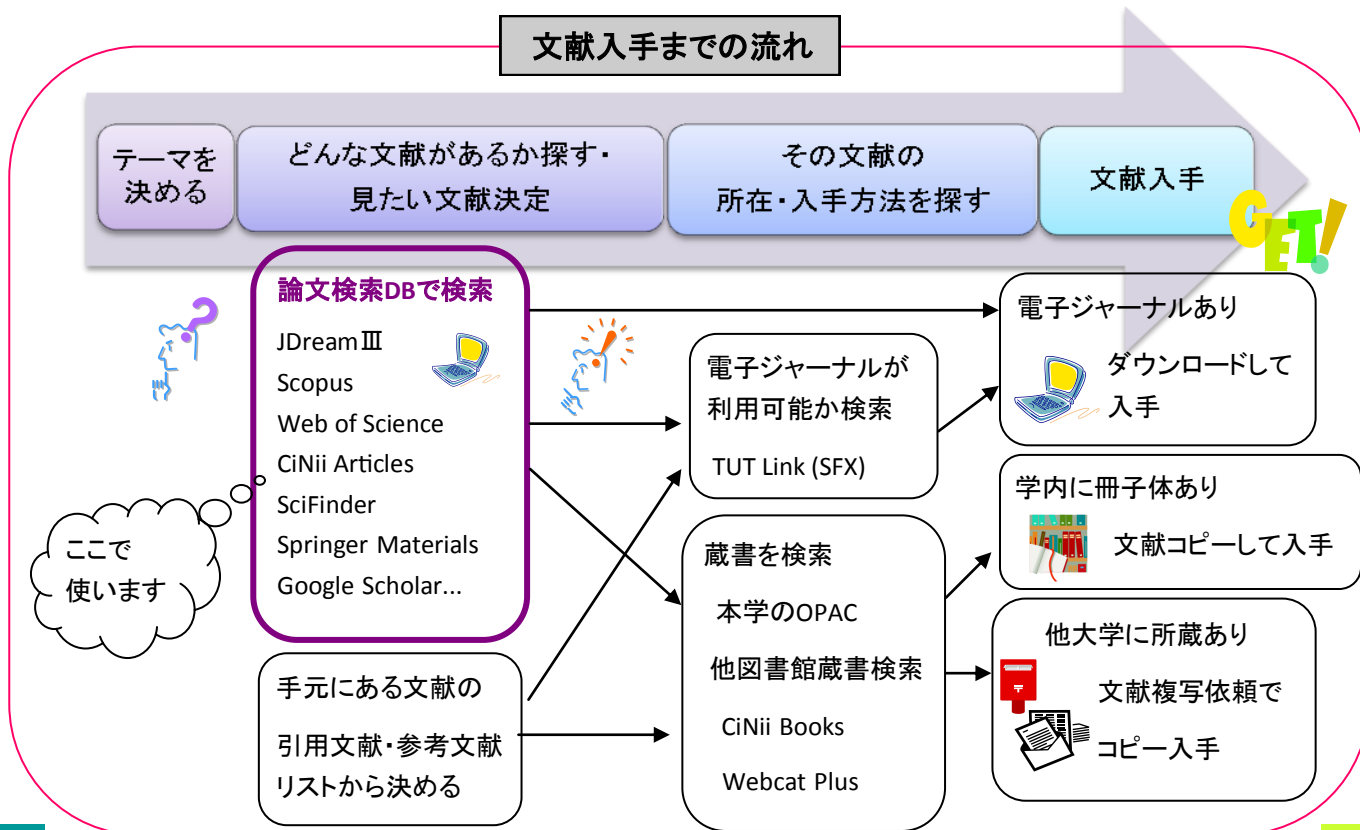 文献入手までの流れ
テーマを
決める
どんな文献があるか探す・
見たい文献決定
その文献の
所在・入手方法を探す
文献入手
GET!
論文検索DBで検索
JDreamⅢ
Scopus
Web of Science
CiNii Articles
SciFinder
Springer Materials
Google Scholar...
ここで
使います
手元にある文献の
引用文献・参考文献
リストから決める
電子ジャーナルが
利用可能か検索
TUT Link (SFX)
蔵書を検索
本学のOPAC
他図書館蔵書検索
CiNii Books
Webcat Plus
電子ジャーナルあり
ダウンロードして
入手
学内に冊子体あり
文献コピーして入手
他大学に所蔵あり
文献複写依頼で
コピー入手